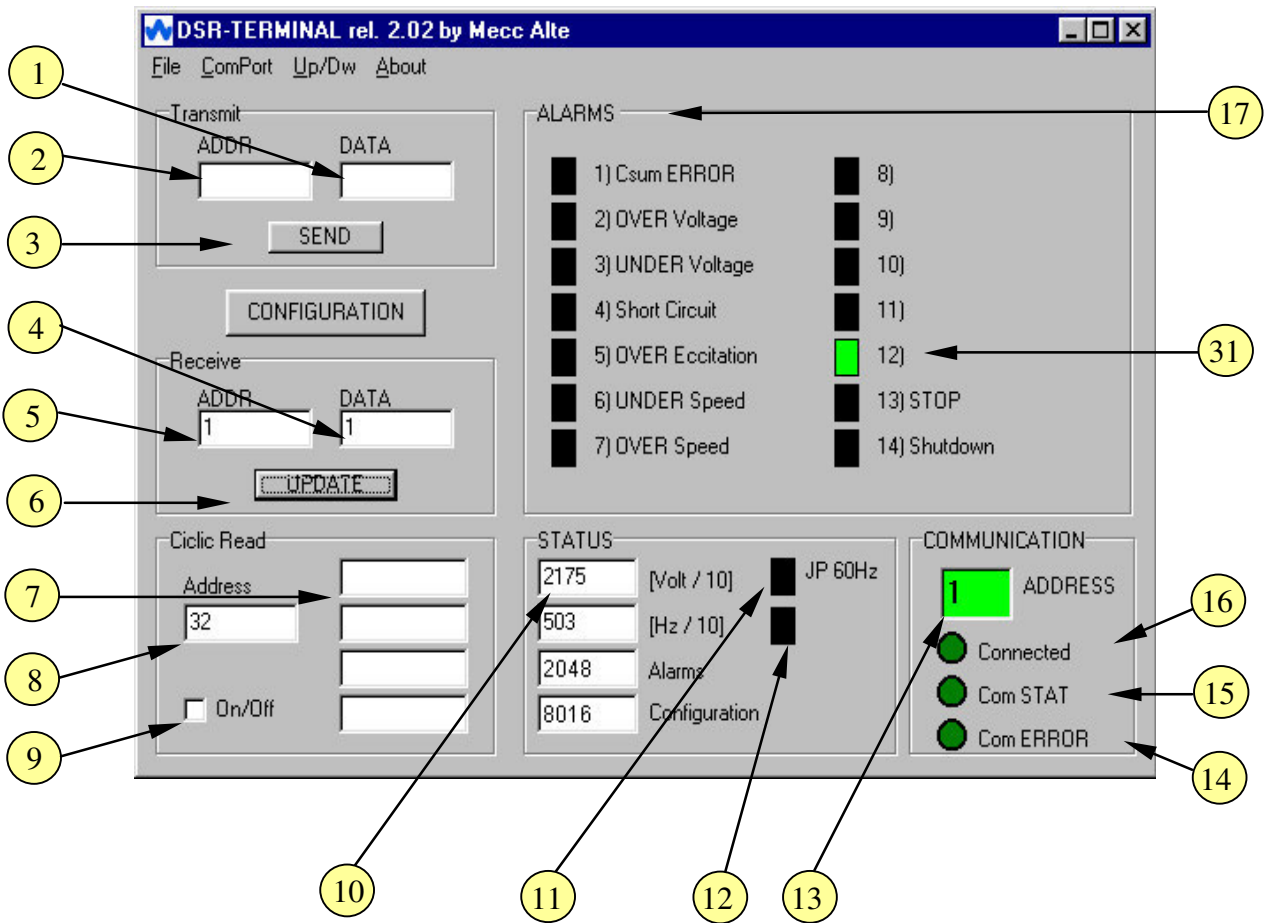 DSR-TERMINAL rel. 2.02 by Mecc Alte
File ComPort Up/Dw About
1
2
3
4
5
6
7
8
9
Transmit
ADDR DATA
SEND
CONFIGURATION
Receive
ADDR DATA
1 1
UPDATE
Ciclic Read
Address
32
On/Off
ALARMS
1) Csum ERROR
2) OVER Voltage
3) UNDER Voltage
4) Short Circuit
5) OVER Eccitation
6) UNDER Speed
7) OVER Speed
8)
9)
10)
11)
12)
13) STOP
14) Shutdown
STATUS
2175 [Volt / 10]
503 [Hz / 10]
2048 Alarms
8016 Configuration
JP 60Hz
COMMUNICATION
1 ADDRESS
Connected
Com STAT
Com ERROR
17
31
16
15
14
10
11
12
13